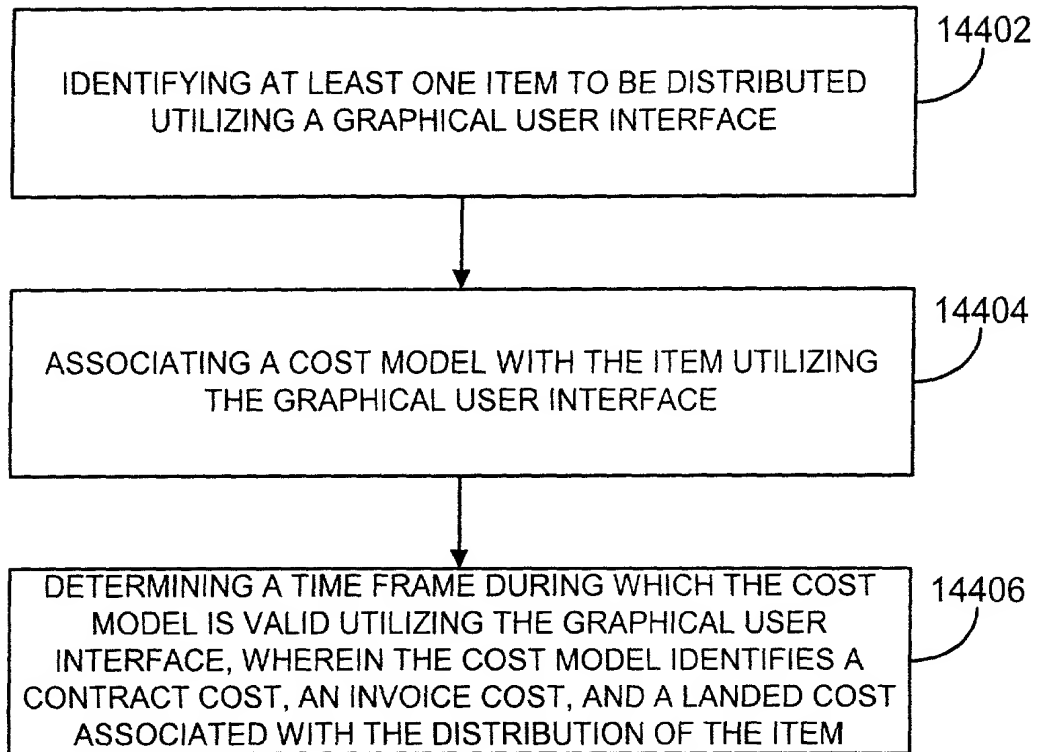 14402
IDENTIFYING AT LEAST ONE ITEM TO BE DISTRIBUTED
UTILIZING A GRAPHICAL USER INTERFACE
14404
ASSOCIATING A COST MODEL WITH THE ITEM UTILIZING
THE GRAPHICAL USER INTERFACE
14406
DETERMINING A TIME FRAME DURING WHICH THE COST
MODEL IS VALID UTILIZING THE GRAPHICAL USER
INTERFACE, WHEREIN THE COST MODEL IDENTIFIES A
CONTRACT COST, AN INVOICE COST, AND A LANDED COST
ASSOCIATED WITH THE DISTRIBUTION OF THE ITEM